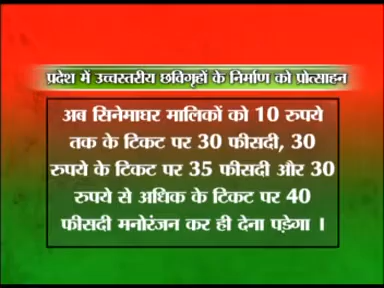 प्रदेश में उच्चस्तरीय छविगृहों के निर्माण को प्रोत्साहन
अब सिनेमाघर मालिकों को 10 रुपये
तक के टिकट पर 30 फीसदी, 30
रुपये के टिकट पर 35 फीसदी और 30
रुपये से अधिक के टिकट पर 40
फीसदी मनोरंजन कर ही देना पड़ेगा ।